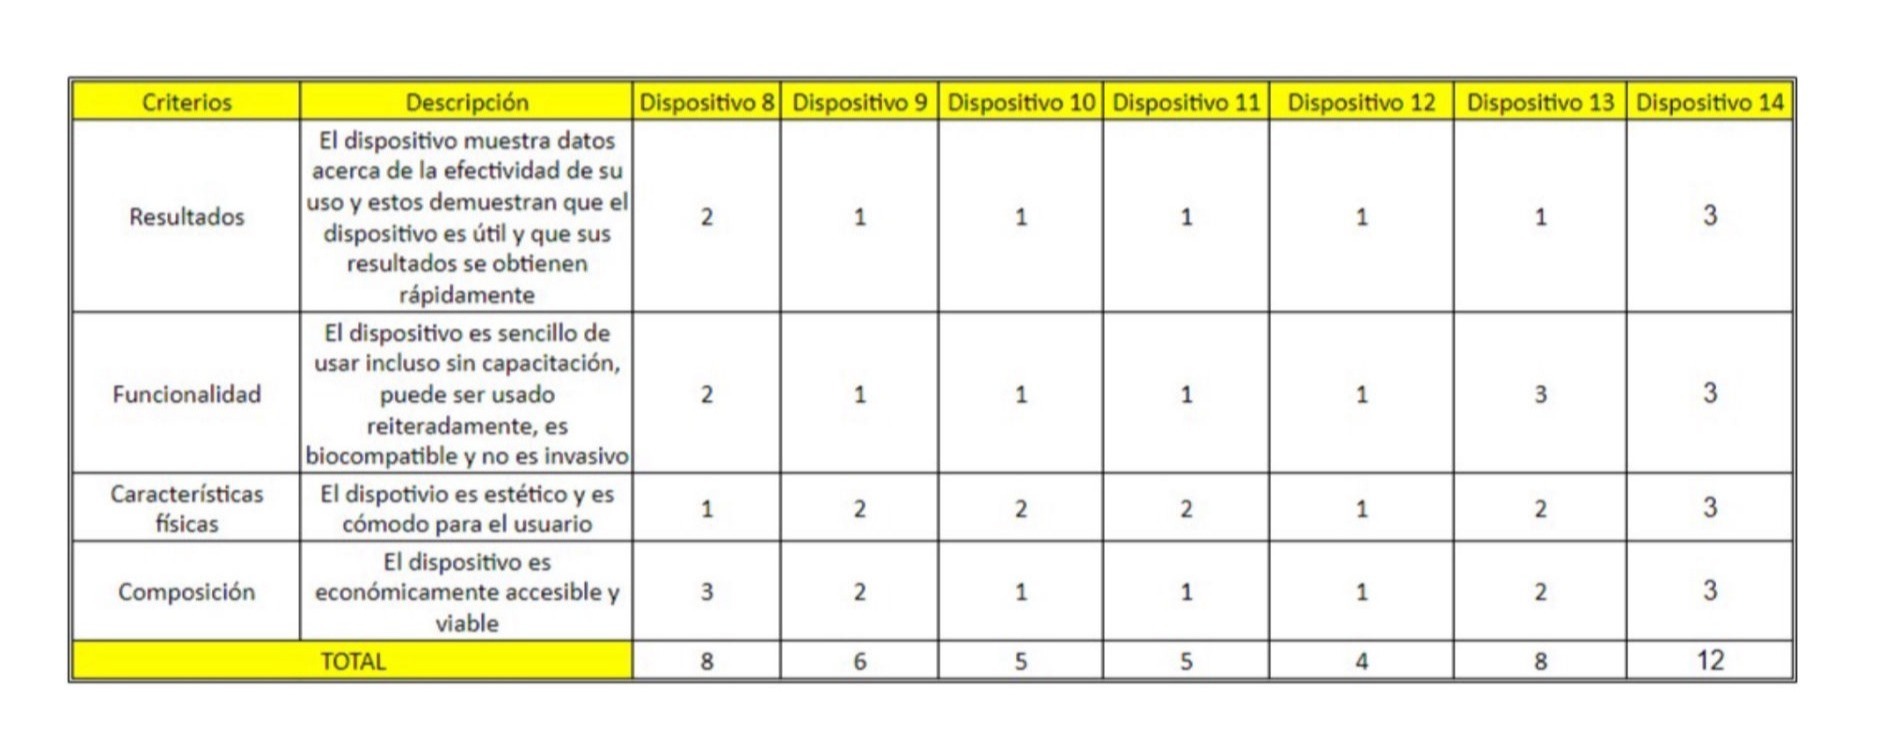 Criterios Descripción Dispositivo 8 Dispositivo 9 Dispositivo 10 Dispositivo 11 Dispositivo 12 Dispositivo 13 Dispositivo 14
El dispositivo muestra datos
acerca de la efectividad de su
uso y estos demuestran que el
Resultados dispositivo es útil y que sus 2 1 1 1 1 1 3
resultados se obtienen
rápidamente
El dispositivo es sencillo de
usar incluso sin capacitación,
Funcionalidad puede ser usado 2 1 1 1 1 3 3
reiteradamente, es
biocompatible y no es invasivo
Característícas El dispotivio es estético y es
físicas cómodo para el usuario 1 2 2 2 1 2 3
El dispositivo es
Composición económicamente accesible y 3 2 1 1 1 2 3
viable
TOTAL 8 6 5 5 4 8 12